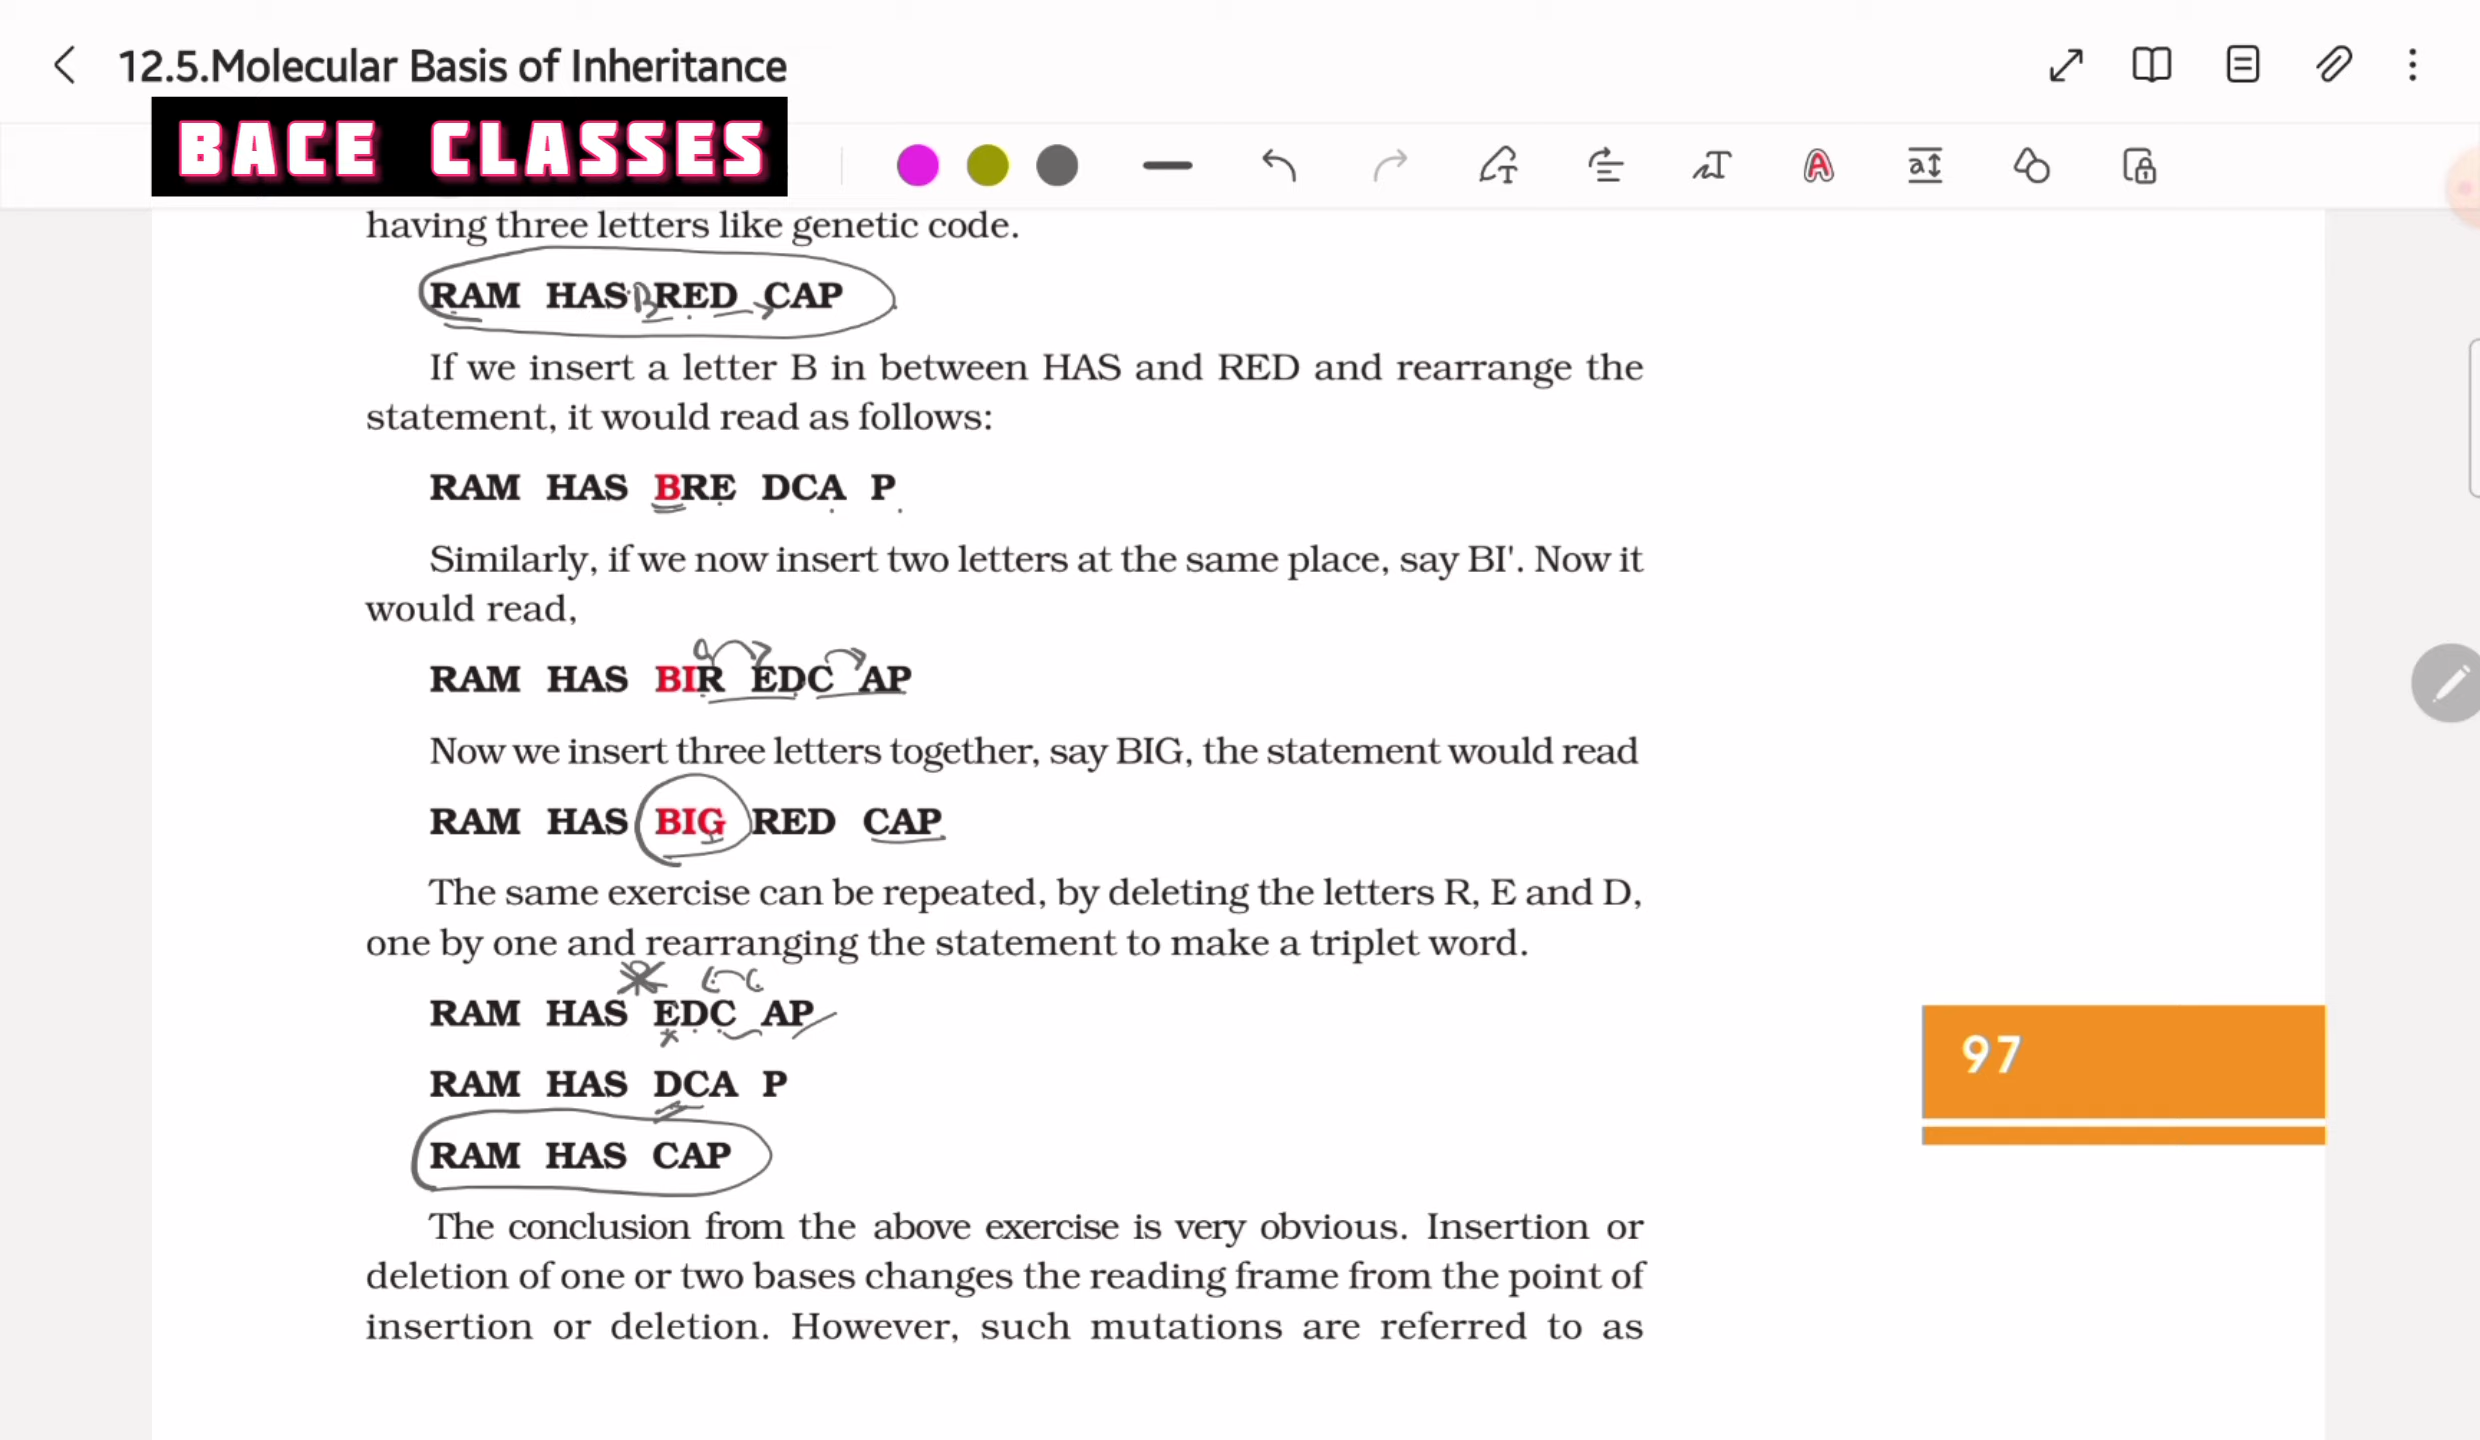 12.5.Molecular Basis of Inheritance
BACE CLASSES
having three letters like genetic code.
RAM HAS B RED CAP
If we insert a letter B in between HAS and RED and rearrange the
statement, it would read as follows:
RAM HAS BRE DCA P
Similarly, if we now insert two letters at the same place, say BI'. Now it
would read,
RAM HAS BIR EDC AP
Now we insert three letters together, say BIG, the statement would read
RAM HAS BIG RED CAP
The same exercise can be repeated, by deleting the letters R, E and D,
one by one and rearranging the statement to make a triplet word.
RAM HAS EDC AP
RAM HAS DCA P
RAM HAS CAP
97
The conclusion from the above exercise is very obvious. Insertion or
deletion of one or two bases changes the reading frame from the point of
insertion or deletion. However, such mutations are referred to as